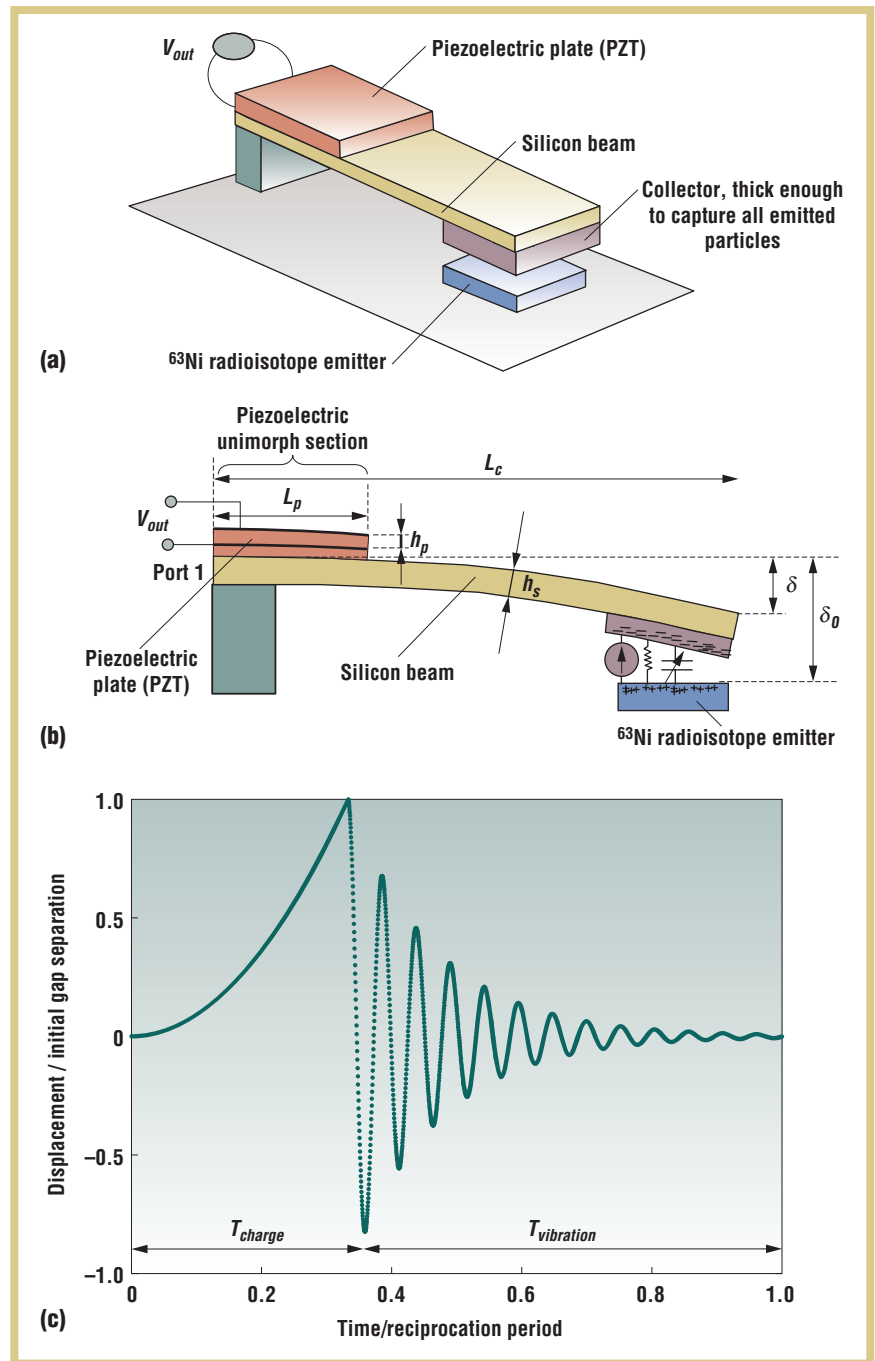 V_out
Piezoelectric plate (PZT)
Silicon beam
Collector, thick enough
to capture all emitted
particles
⁶³Ni radioisotope emitter
(a)
Piezoelectric
unimorph section
L_c
L_p
V_out
h_p
Port 1
h_s
δ
δ_0
Piezoelectric
plate (PZT)
Silicon beam
⁶³Ni radioisotope emitter
(b)
1.0
0.5
0
–0.5
–1.0
Displacement / initial gap separation
T_charge
T_vibration
0
0.2
0.4
0.6
0.8
1.0
Time/reciprocation period
(c)